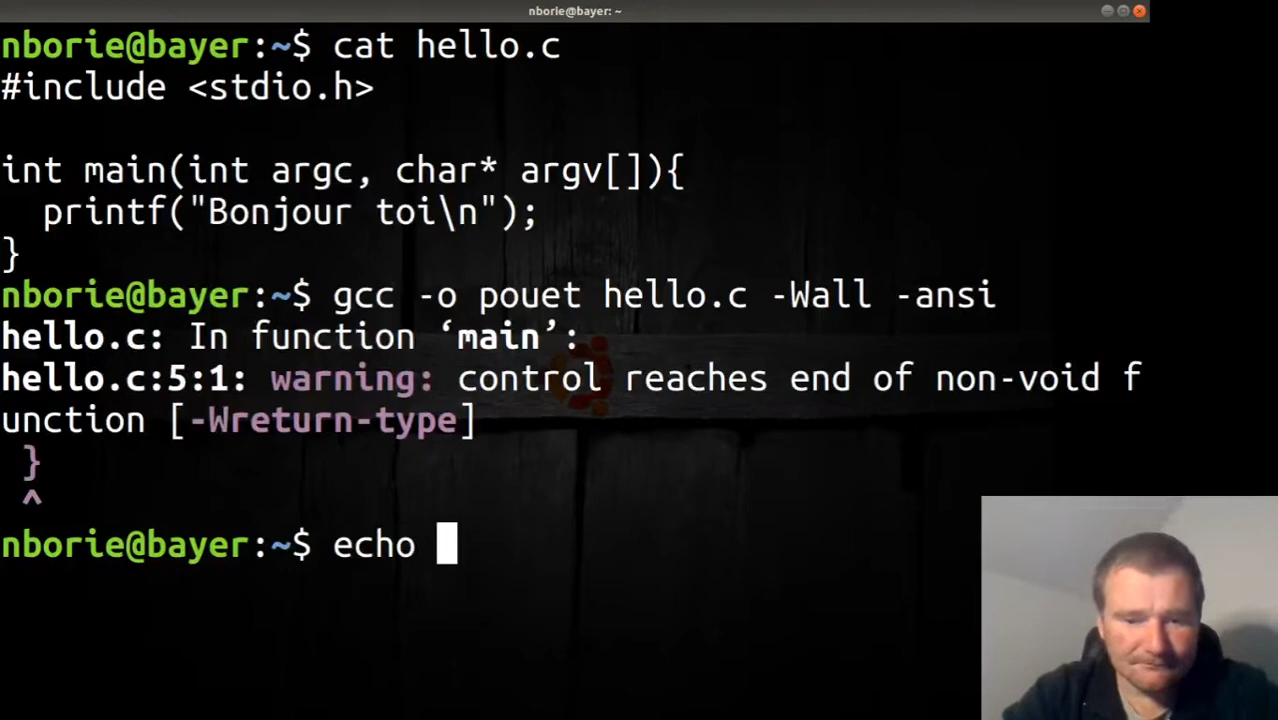 nborie@bayer: ~
nborie@bayer:~$ cat hello.c
#include <stdio.h>
int main(int argc, char* argv[]){
  printf("Bonjour toi\n");
}
nborie@bayer:~$ gcc -o pouet hello.c -Wall -ansi
hello.c: In function ‘main’:
hello.c:5:1: warning: control reaches end of non-void f
unction [-Wreturn-type]
 }
 ^
nborie@bayer:~$ echo